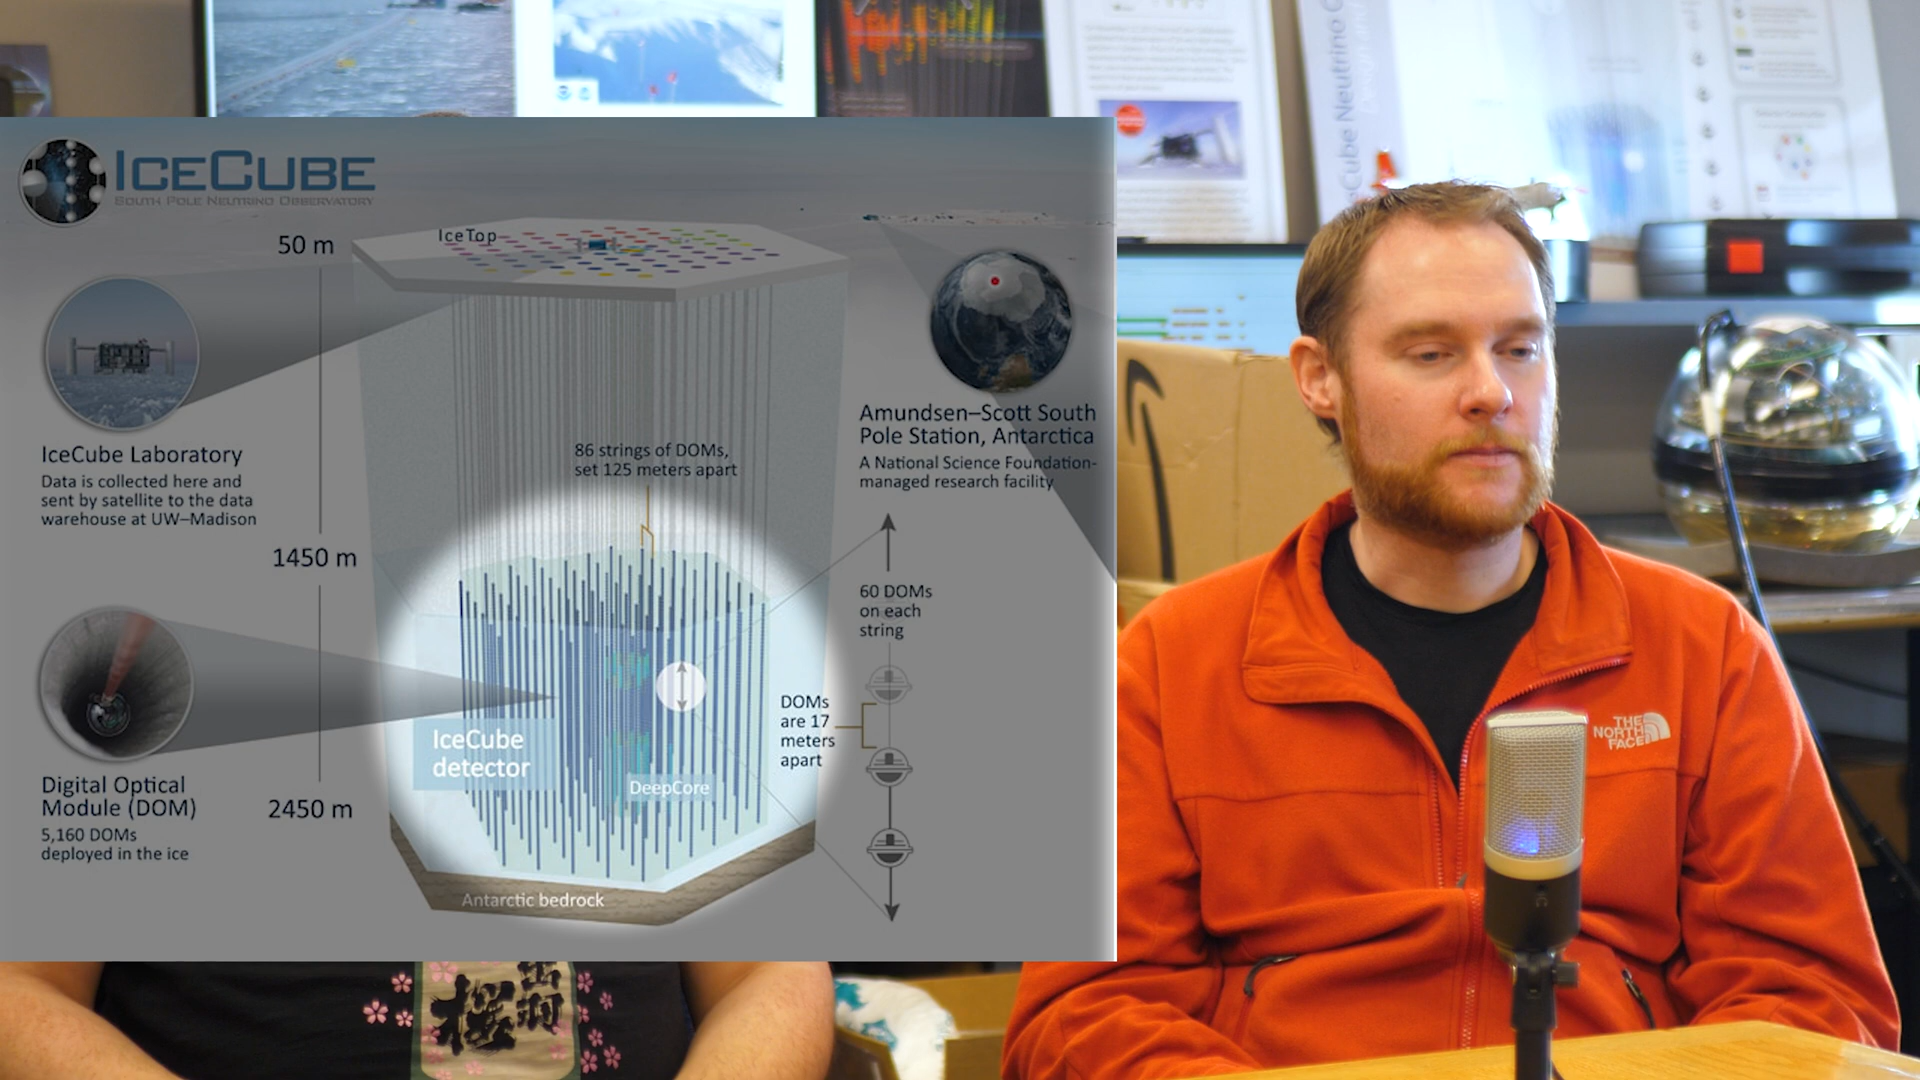 ICECUBE
SOUTH POLE NEUTRINO OBSERVATORY
IceTop
50 m
IceCube Laboratory
Data is collected here and
sent by satellite to the data
warehouse at UW–Madison
86 strings of DOMs,
set 125 meters apart
Amundsen–Scott South
Pole Station, Antarctica
A National Science Foundation-
managed research facility
1450 m
60 DOMs
on each
string
DOMs
are 17
meters
apart
IceCube
detector
DeepCore
Digital Optical
Module (DOM)
5,160 DOMs
deployed in the ice
2450 m
Antarctic bedrock
Cube Neutrino
THE
NORTH
FACE
出羽
桜